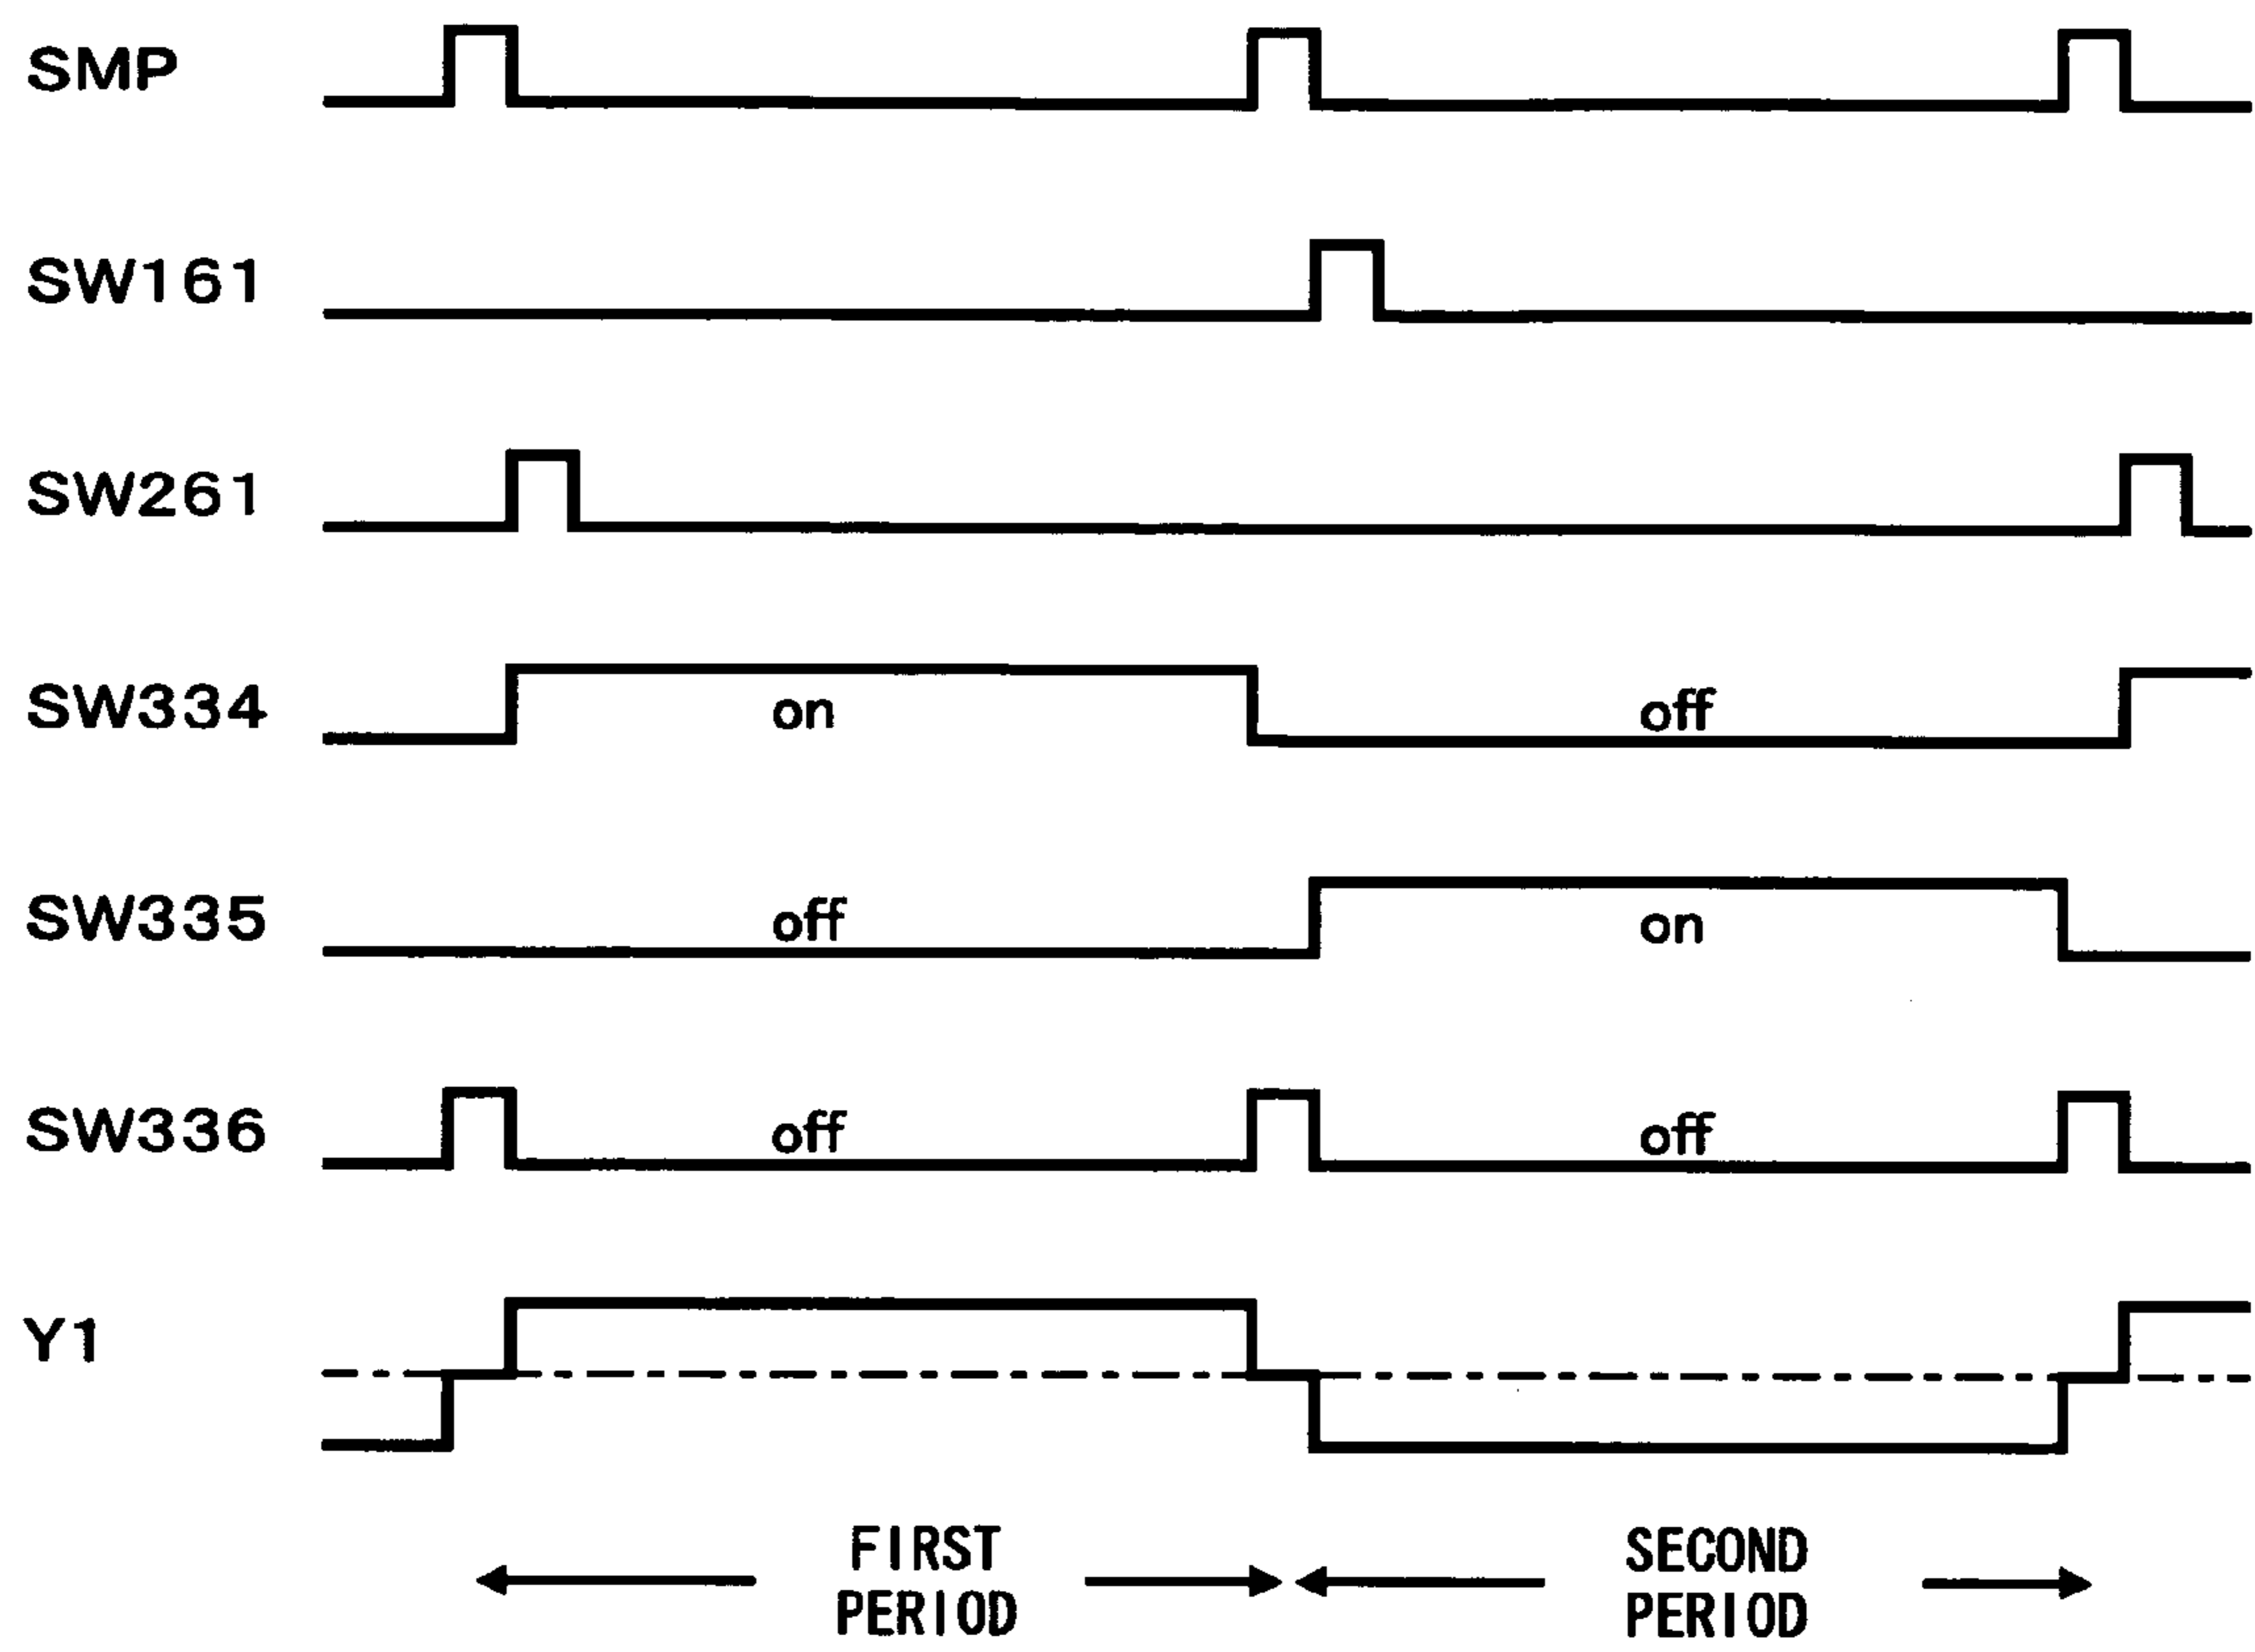 SMP
SW161
SW261
SW334
on
off
SW335
off
on
SW336
off
off
Y1
FIRST
PERIOD
SECOND
PERIOD